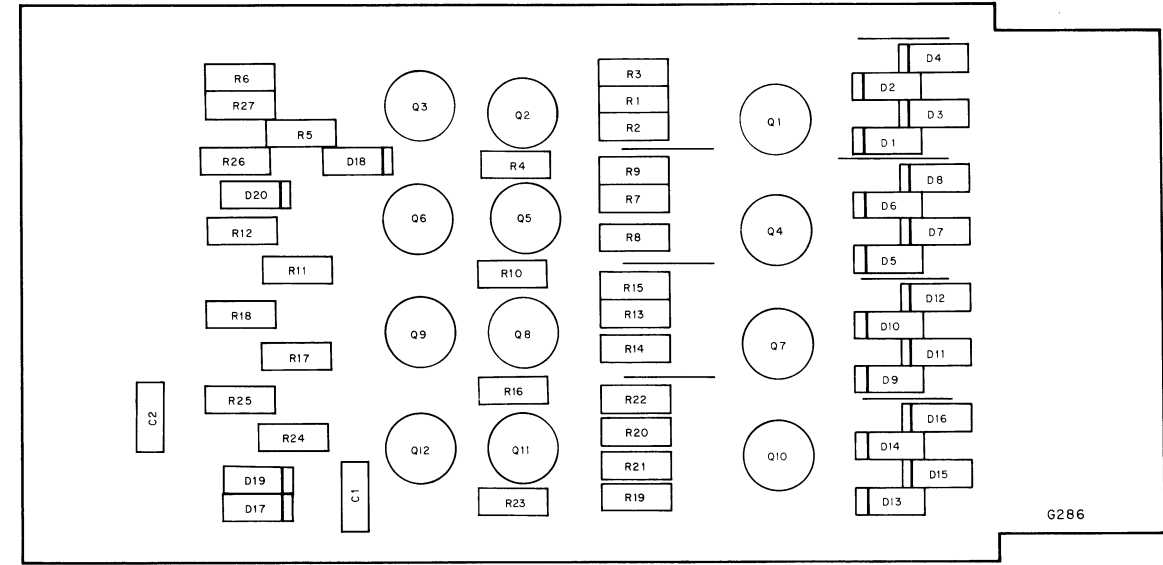 D4
R3
R6
D2
R1
R27
Q3
Q2
D3
Q1
R2
R5
D1
R26
D18
R4
R9
D8
D20
R7
D6
Q6
Q5
Q4
D7
R12
R8
D5
R11
R10
R15
D12
R18
R13
D10
Q9
Q8
Q7
R14
D11
R17
D9
R16
R25
R22
C2
D16
R20
R24
D14
Q12
Q11
Q10
R21
D15
D19
C1
R19
D17
R23
D13
G286